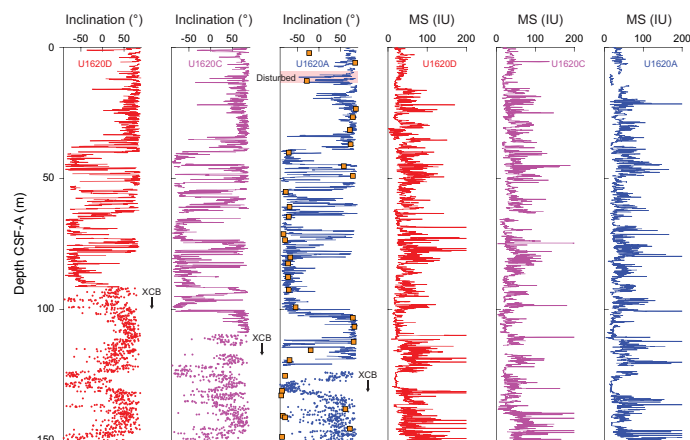 Inclination (°) Inclination (°) Inclination (°) MS (IU) MS (IU) MS (IU)
-50 0 50 -50 0 50 -50 0 50 0 100 200 0 100 200 0 100 200
0
U1620D U1620C U1620A U1620D U1620C U1620A
Disturbed
50
Depth CSF-A (m)
XCB
100
XCB
XCB
150